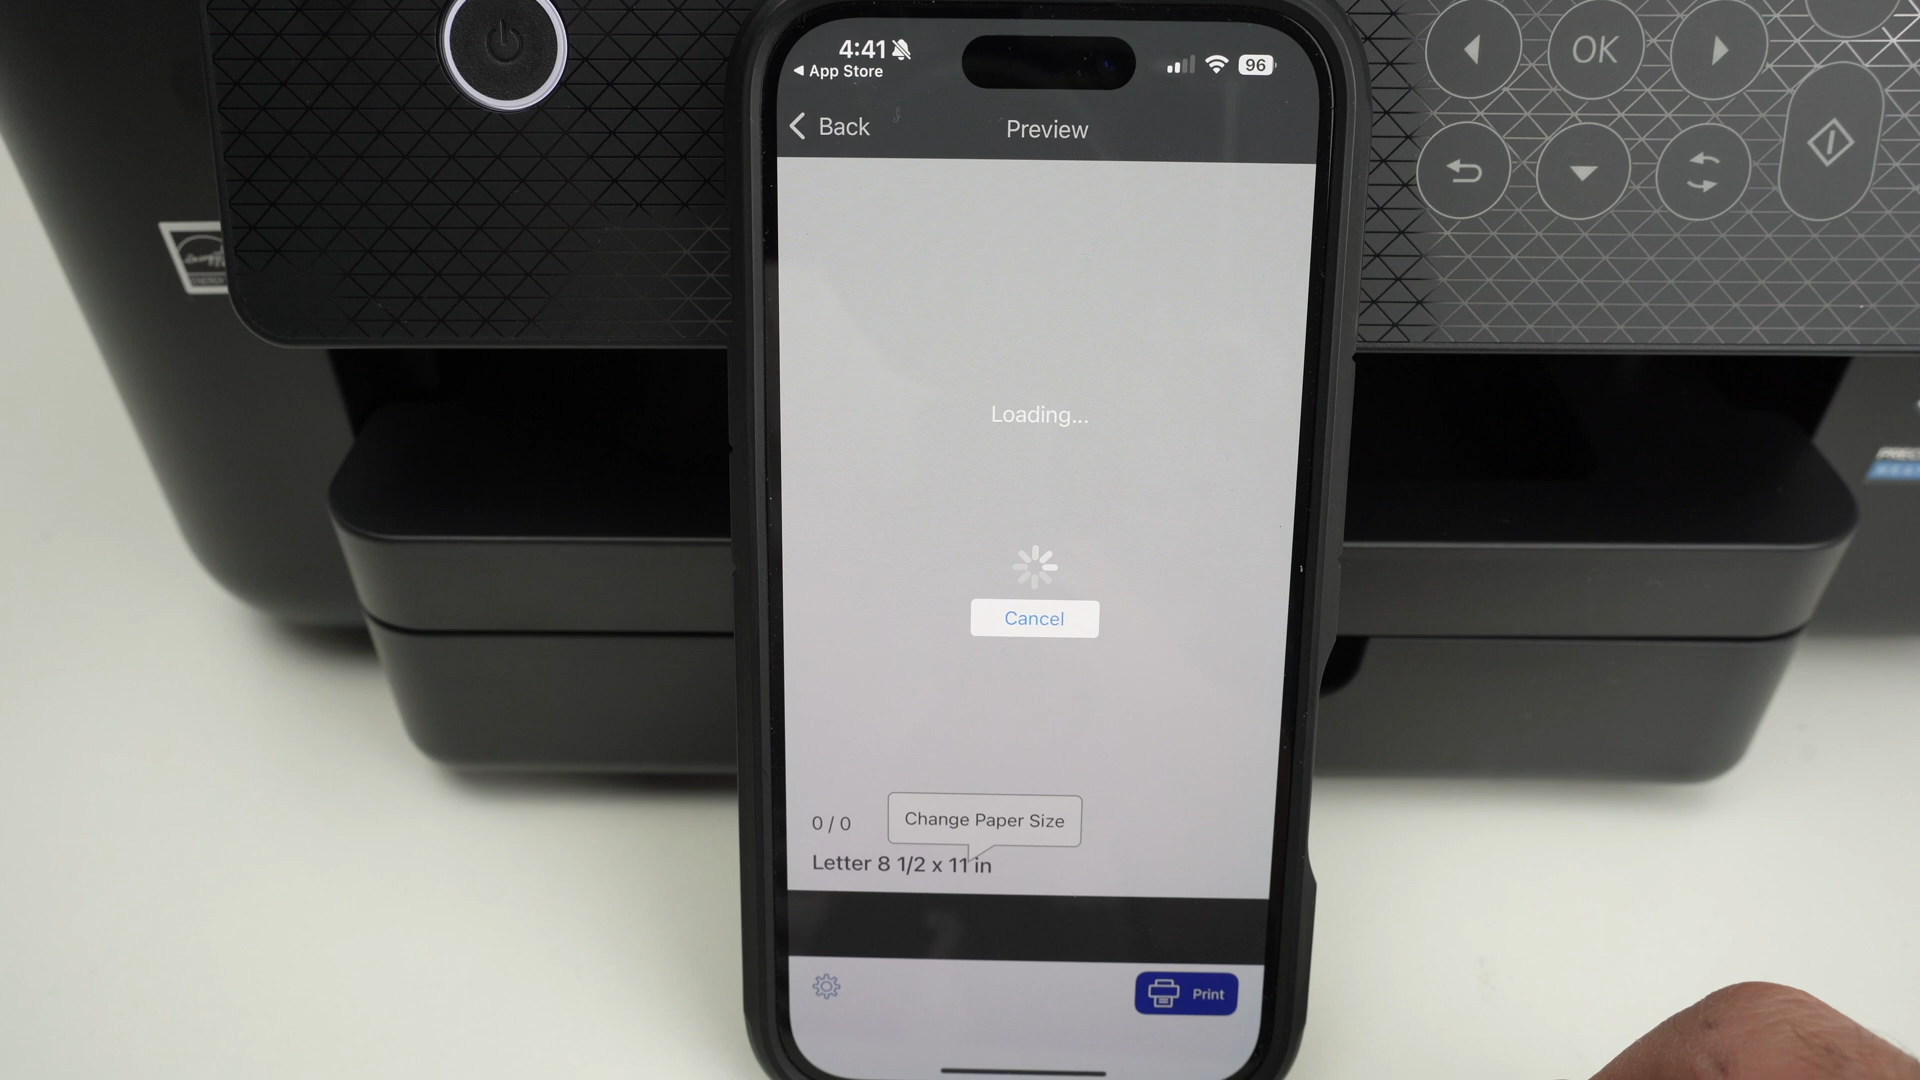 4:41
App Store
96
Back
Preview
OK
Loading...
Cancel
0 / 0
Change Paper Size
Letter 8 1/2 x 11 in
Print